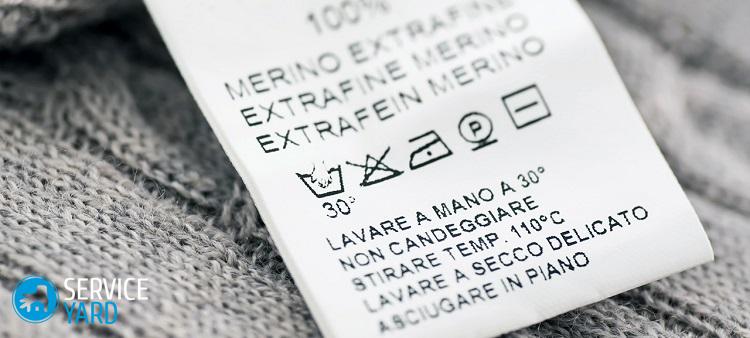 100%
MERINO EXTRAFINE
EXTRAFINE MERINO
EXTRAFEIN MERINO
P
30°
LAVARE A MANO A 30°
NON CANDEGGIARE
STIRARE TEMP. 110°C
LAVARE A SECCO DELICATO
ASCIUGARE IN PIANO
SERVICE
YARD